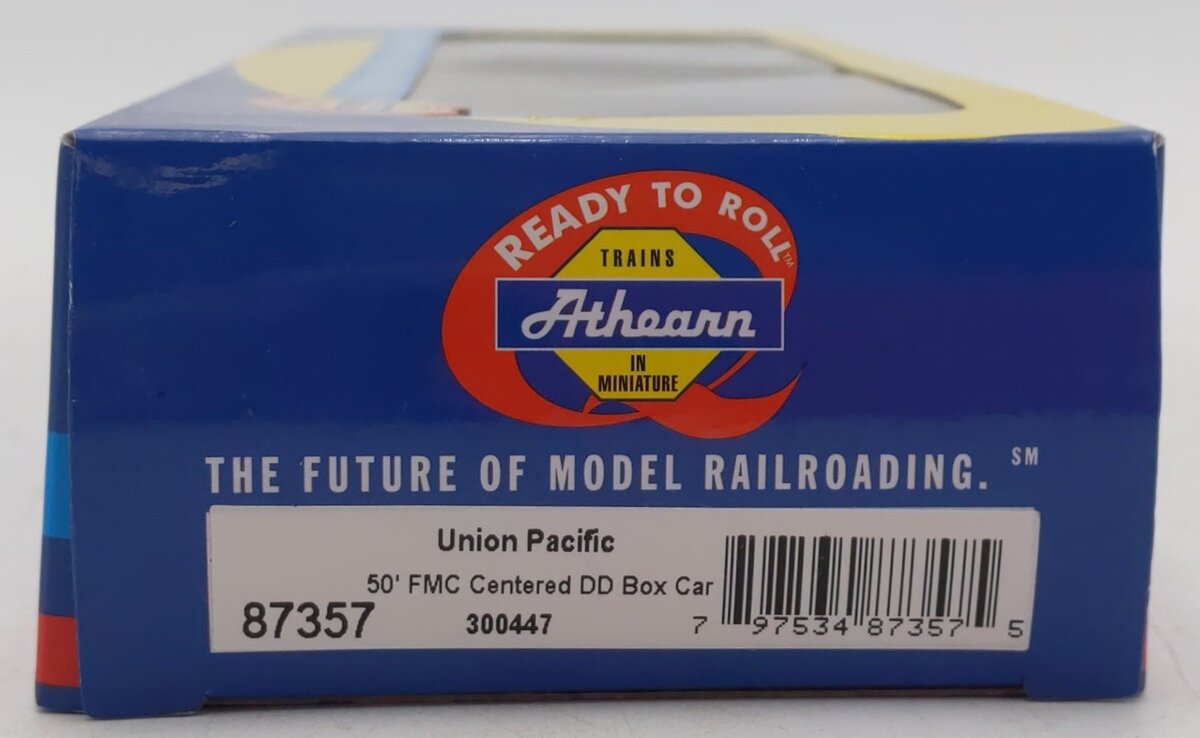 READY TO ROLL™
TRAINS
Athearn
IN
MINIATURE
THE FUTURE OF MODEL RAILROADING. SM
Union Pacific
50' FMC Centered DD Box Car
87357 300447
7 97534 87357 5